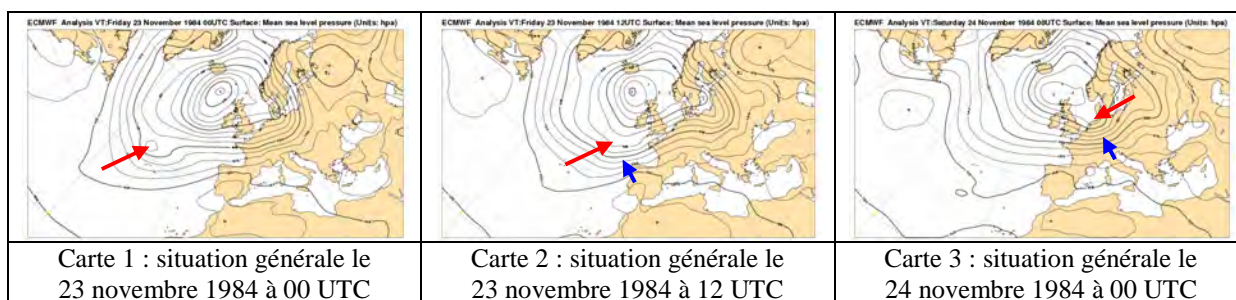 ECMWF Analysis VT:Friday 23 November 1984 00UTC Surface: Mean sea level pressure (Units: hpa)
ECMWF Analysis VT:Friday 23 November 1984 12UTC Surface: Mean sea level pressure (Units: hpa)
ECMWF Analysis VT:Saturday 24 November 1984 00UTC Surface: Mean sea level pressure (Units: hpa)
Carte 1 : situation générale le
23 novembre 1984 à 00 UTC
Carte 2 : situation générale le
23 novembre 1984 à 12 UTC
Carte 3 : situation générale le
24 novembre 1984 à 00 UTC